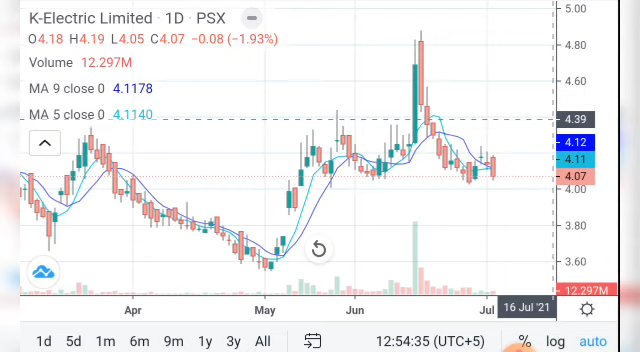 K-Electric Limited · 1D · PSX
O4.18 H4.19 L4.05 C4.07 −0.08 (−1.93%)
Volume 12.297M
MA 9 close 0 4.1178
MA 5 close 0 4.1140
5.00
4.80
4.60
4.39
4.12
4.11
4.07
4.00
3.80
3.60
12.297M
Apr May Jun Jul 16 Jul '21
1d 5d 1m 6m 9m 1y 3y All 12:54:35 (UTC+5) % log auto